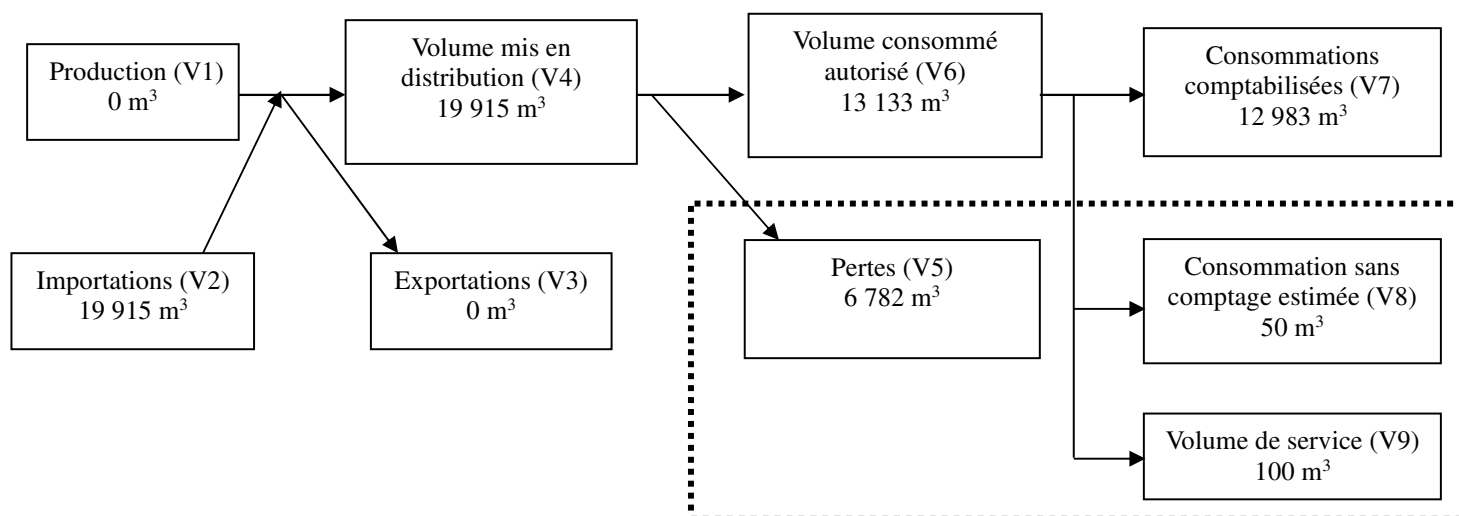 Production (V1)
0 m³
Volume mis en
distribution (V4)
19 915 m³
Volume consommé
autorisé (V6)
13 133 m³
Consommations
comptabilisées (V7)
12 983 m³
Importations (V2)
19 915 m³
Exportations (V3)
0 m³
Pertes (V5)
6 782 m³
Consommation sans
comptage estimée (V8)
50 m³
Volume de service (V9)
100 m³